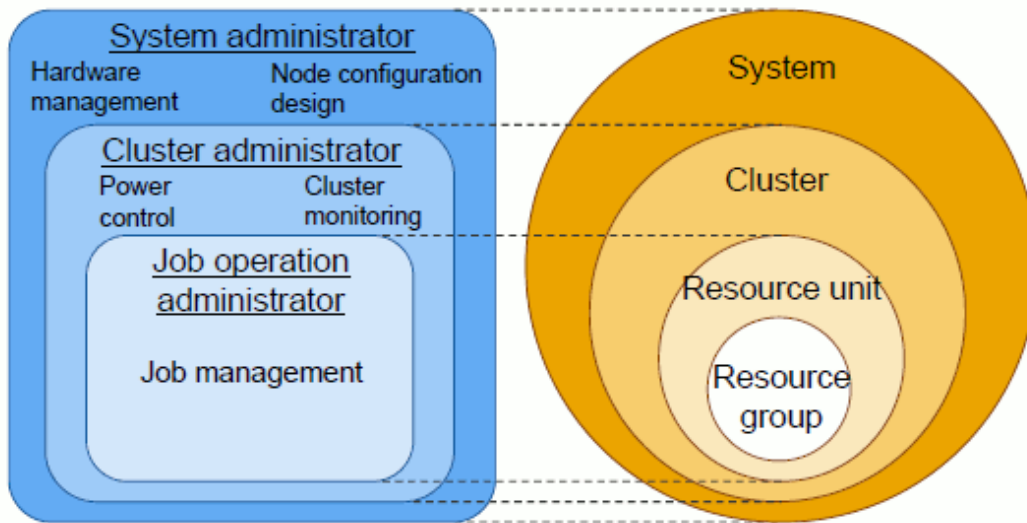 System administrator
Hardware management
Node configuration design
Cluster administrator
Power control
Cluster monitoring
Job operation administrator
Job management
System
Cluster
Resource unit
Resource group